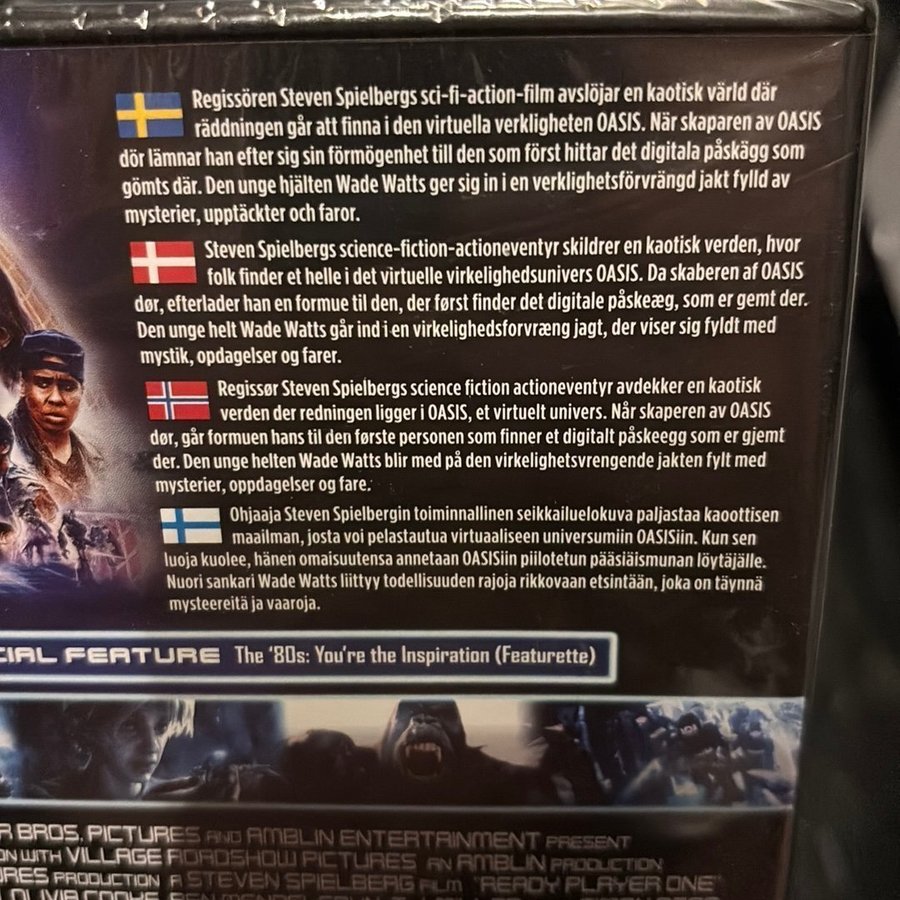 Regissören Steven Spielbergs sci-fi-action-film avslöjar en kaotisk värld där
räddningen går att finna i den virtuella verkligheten OASIS. När skaparen av OASIS
dör lämnar han efter sig sin förmögenhet till den som först hittar det digitala påskägg som
gömts där. Den unge hjälten Wade Watts ger sig in i en verklighetsförvrängd jakt fylld av
mysterier, upptäckter och faror.
Steven Spielbergs science-fiction-actioneventyr skildrer en kaotisk verden, hvor
folk finder et helle i det virtuelle virkelighedsunivers OASIS. Da skaberen af OASIS
dør, efterlader han en formue til den, der først finder det digitale påskeæg, som er gemt der.
Den unge helt Wade Watts går ind i en virkelighedsforvræng jagt, der viser sig fyldt med
mystik, opdagelser og farer.
Regissør Steven Spielbergs science fiction actioneventyr avdekker en kaotisk
verden der redningen ligger i OASIS, et virtuelt univers. Når skaperen av OASIS
dør, går formuen hans til den første personen som finner et digitalt påskeegg som er gjemt
der. Den unge helten Wade Watts blir med på den virkelighetsvrengende jakten fylt med
mysterier, oppdagelser og fare.
Ohjaaja Steven Spielbergin toiminnallinen seikkailuelokuva paljastaa kaoottisen
maailman, josta voi pelastautua virtuaaliseen universumiin OASISiin. Kun sen
luoja kuolee, hänen omaisuutensa annetaan OASISiin piilotetun pääsiäismunan löytäjälle.
Nuori sankari Wade Watts liittyy todellisuuden rajoja rikkovaan etsintään, joka on täynnä
mysteereitä ja vaaroja.
CIAL FEATURE The '80s: You're the Inspiration (Featurette)
R BROS. PICTURES AND AMBLIN ENTERTAINMENT PRESENT
ON WITH VILLAGE ROADSHOW PICTURES AN AMBLIN PRODUCTION
URES PRODUCTION A STEVEN SPIELBERG FILM "READY PLAYER ONE"
OLIVIA COOKE